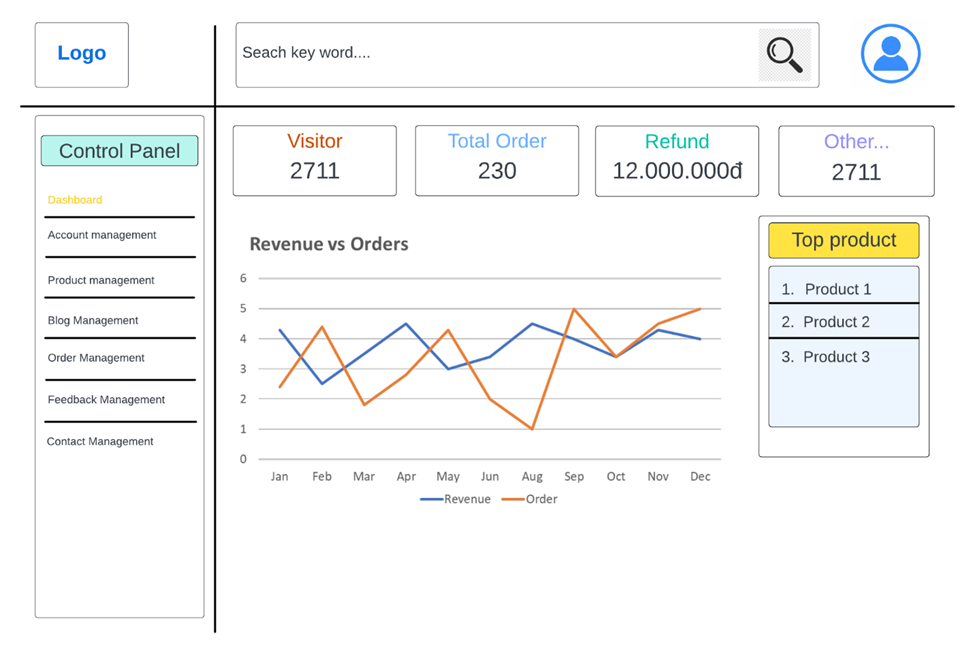 Logo
Seach key word....
Control Panel
Dashboard
Account management
Product management
Blog Management
Order Management
Feedback Management
Contact Management
Visitor
2711
Total Order
230
Refund
12.000.000đ
Other...
2711
Revenue vs Orders
6
5
4
3
2
1
0
Jan Feb Mar Apr May Jun Aug Sep Oct Nov Dec
Revenue Order
Top product
1. Product 1
2. Product 2
3. Product 3